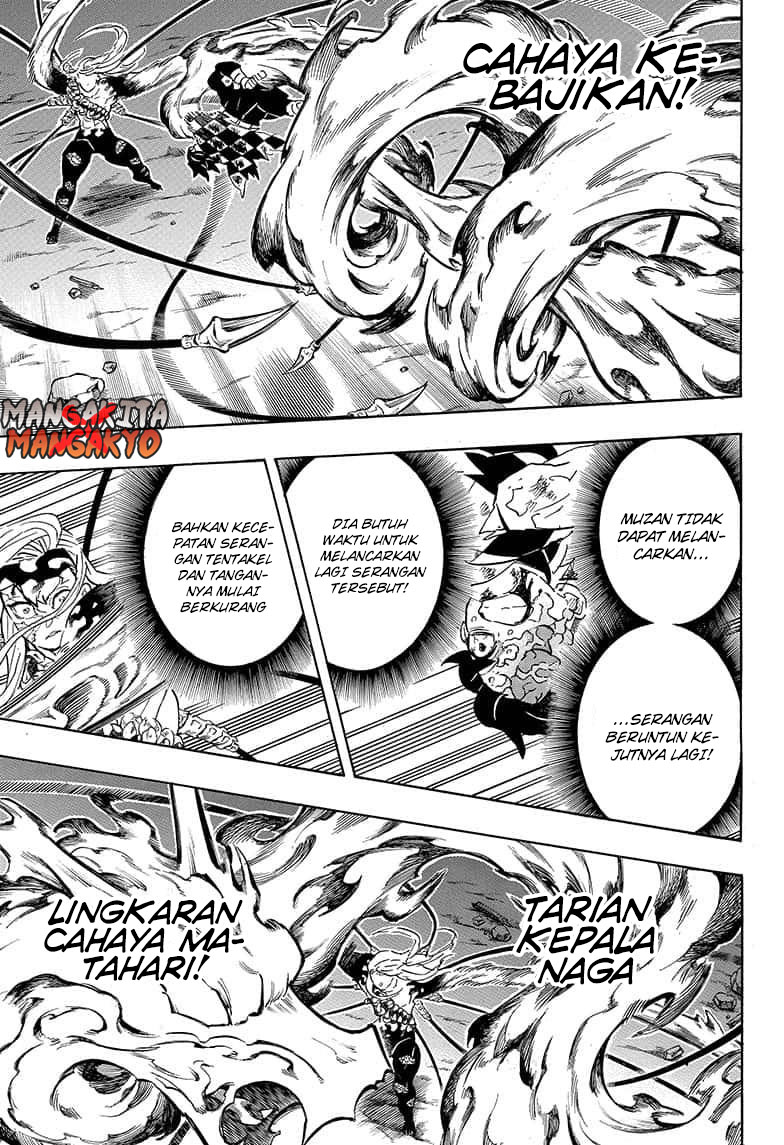 CAHAYA KE-
BAJIKAN!
MANGAKITA
MANGAKYO
MUZAN TIDAK
DAPAT MELAN-
CARKAN...
...SERANGAN
BERUNTUN KE-
JUTNYA LAGI!
DIA BUTUH
WAKTU UNTUK
MELANCARKAN
LAGI SERANGAN
TERSEBUT!
BAHKAN KECE-
PATAN SERAN-
GAN TENTAKEL
DAN TANGAN-
NYA MULAI
BERKURANG
TARIAN
KEPALA
NAGA
LINGKARAN
CAHAYA MA-
TAHARI!